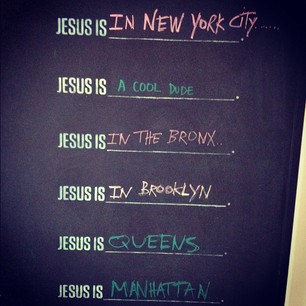 JESUS IS IN NEW YORK CITY......
JESUS IS A COOL DUDE.
JESUS IS IN THE BRONX...
JESUS IS IN BROOKLYN.
JESUS IS QUEENS.
JESUS IS MANHATTAN.